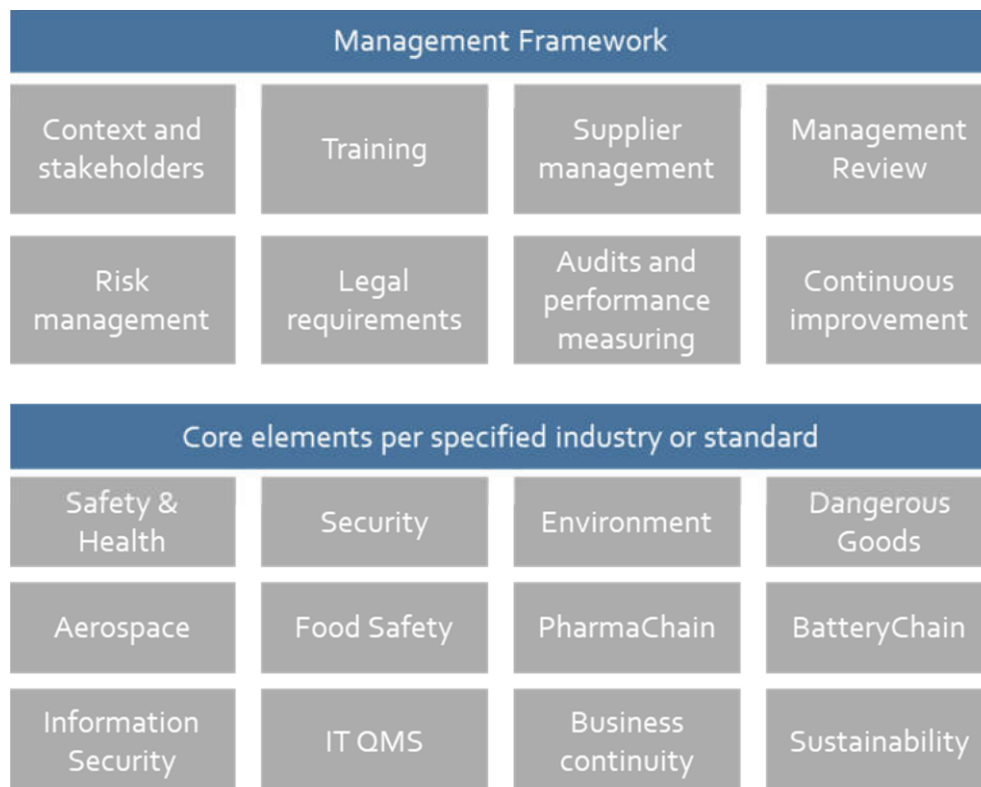 Management Framework
Context and
stakeholders
Training
Supplier
management
Management
Review
Risk
management
Legal
requirements
Audits and
performance
measuring
Continuous
improvement
Core elements per specified industry or standard
Safety &
Health
Security
Environment
Dangerous
Goods
Aerospace
Food Safety
PharmaChain
BatteryChain
Information
Security
IT QMS
Business
continuity
Sustainability